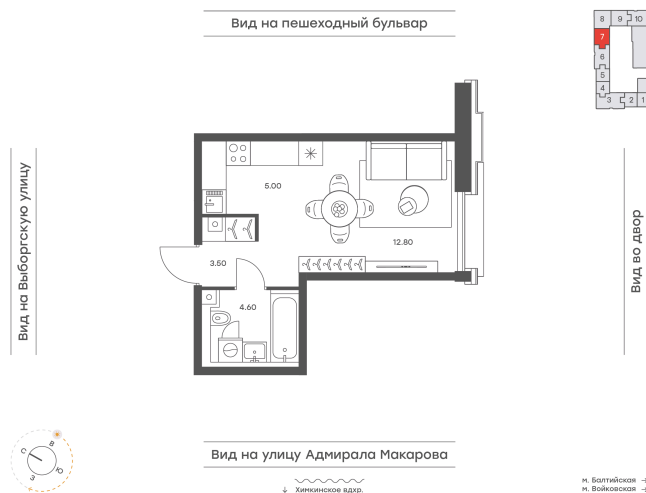 Вид на пешеходный бульвар
8 9 10
7
6
5
4
3 2 1
Вид на Выборгскую улицу
Вид во двор
5.00
12.80
3.50
4.60
С В Ю З
Вид на улицу Адмирала Макарова
↓ Химкинское вдхр.
м. Балтийская →
м. Войковская →